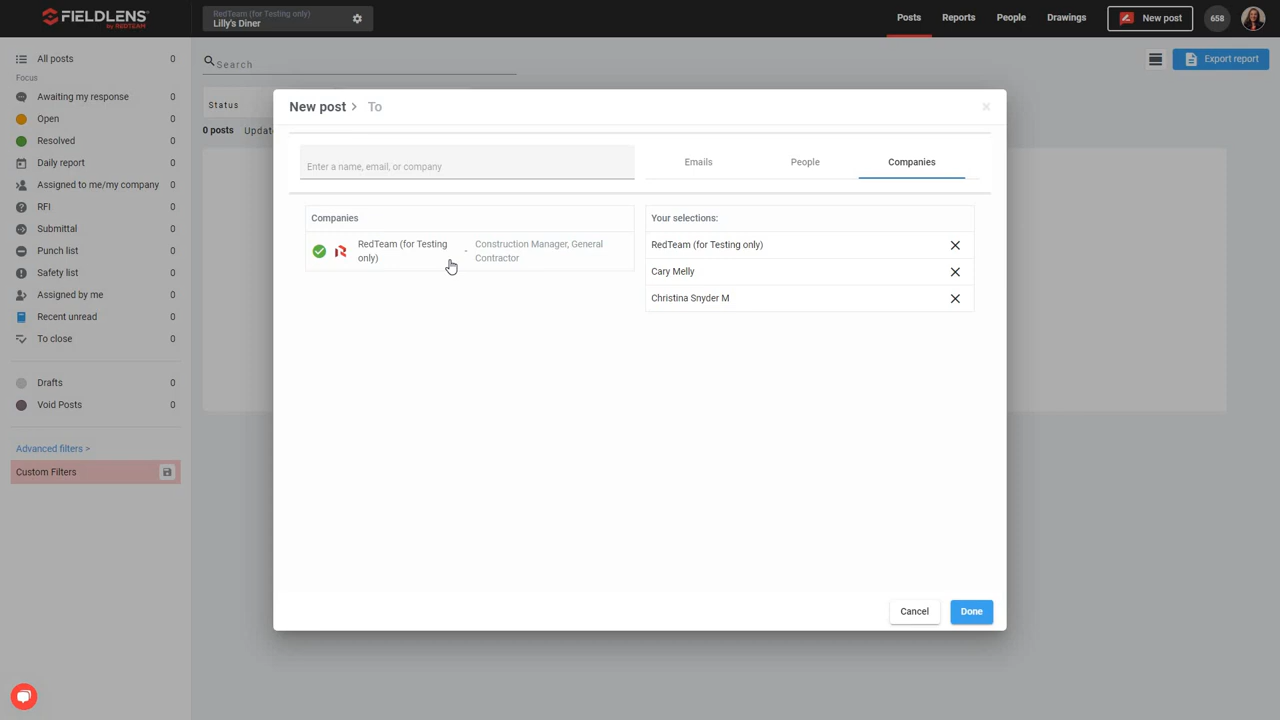 FIELDLENS
by REDTEAM
RedTeam (for Testing only)
Lilly's Diner
Posts
Reports
People
Drawings
New post
658
All posts 0
Focus
Awaiting my response 0
Open 0
Resolved 0
Daily report 0
Assigned to me/my company 0
RFI 0
Submittal 0
Punch list 0
Safety list 0
Assigned by me 0
Recent unread 0
To close 0
Drafts 0
Void Posts 0
Advanced filters >
Custom Filters
Search
Export report
Status
0 posts Update
New post > To
×
Enter a name, email, or company
Emails
People
Companies
Companies
RedTeam (for Testing
only)
-
Construction Manager, General
Contractor
Your selections:
RedTeam (for Testing only)
Cary Melly
Christina Snyder M
Cancel
Done